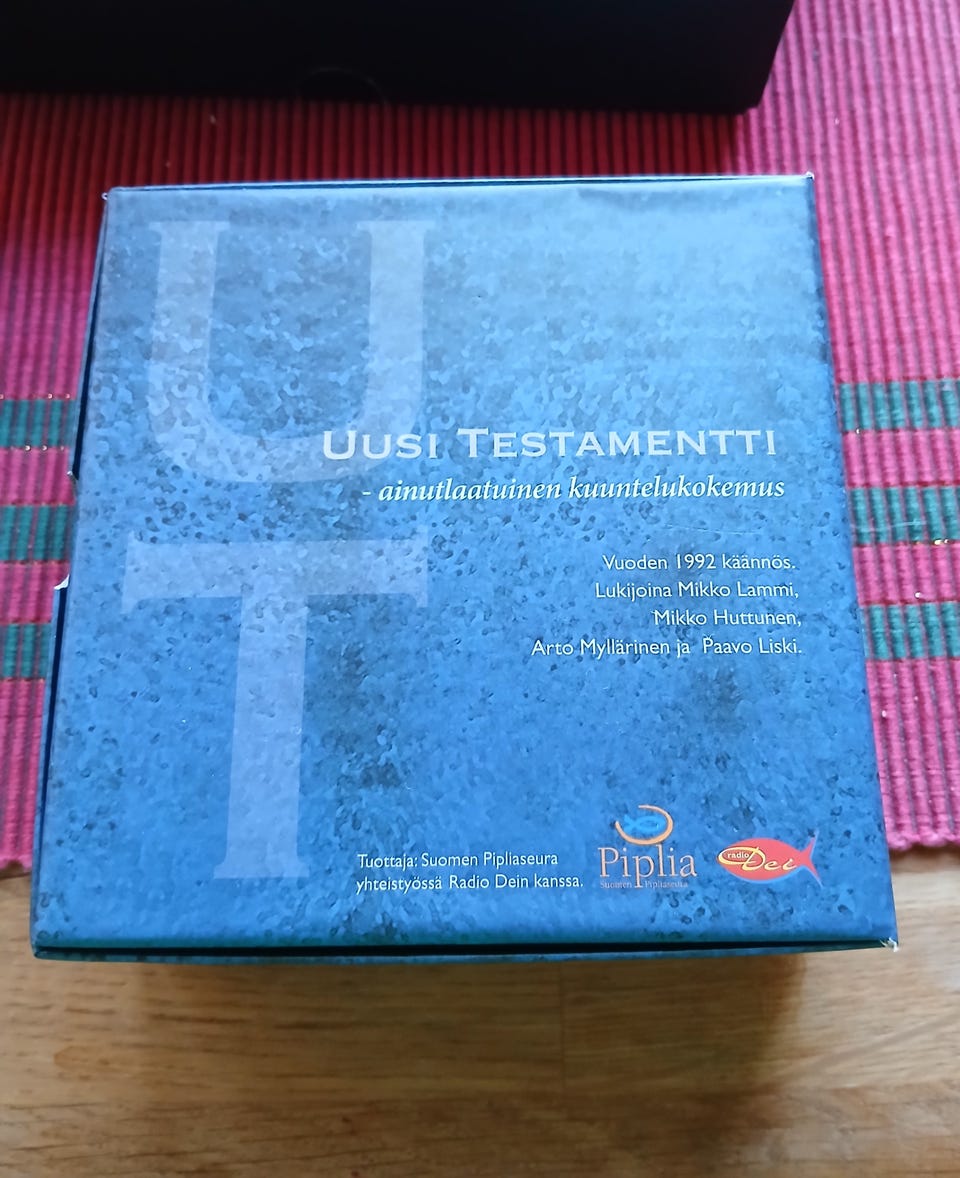 UT
UUSI TESTAMENTTI
- ainutlaatuinen kuuntelukokemus
Vuoden 1992 käännös.
Lukijoina Mikko Lammi,
Mikko Huttunen,
Arto Myllärinen ja Paavo Liski.
Tuottaja: Suomen Pipliaseura
yhteistyössä Radio Dein kanssa.
Piplia
Suomen Pipliaseura
radio Dei